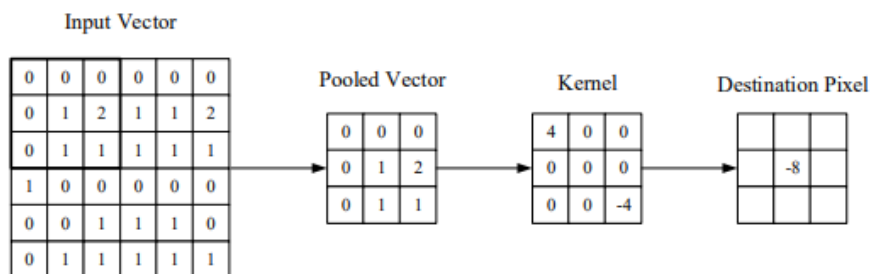 Input Vector
Pooled Vector
Kernel
Destination Pixel
0 0 0 0 0 0
0 1 2 1 1 2
0 1 1 1 1 1
1 0 0 0 0 0
0 0 1 1 1 0
0 1 1 1 1 1
0 0 0
0 1 2
0 1 1
4 0 0
0 0 0
0 0 -4
-8